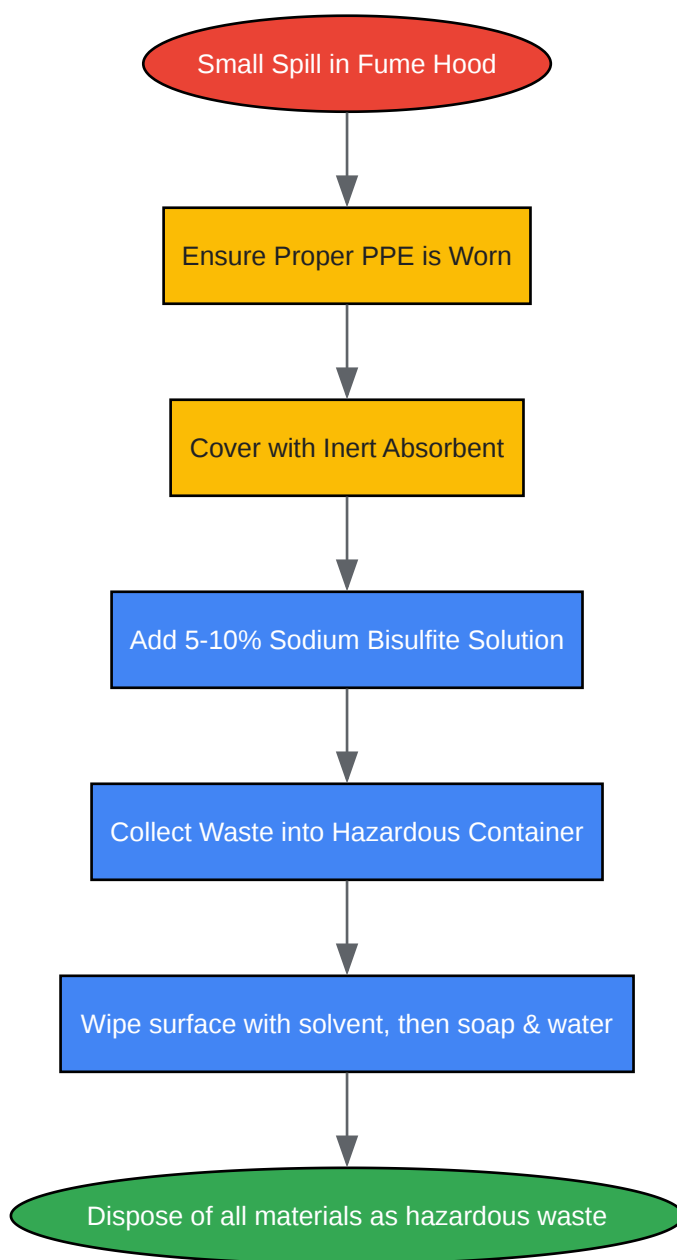 Small Spill in Fume Hood
Ensure Proper PPE is Worn
Cover with Inert Absorbent
Add 5-10% Sodium Bisulfite Solution
Collect Waste into Hazardous Container
Wipe surface with solvent, then soap & water
Dispose of all materials as hazardous waste